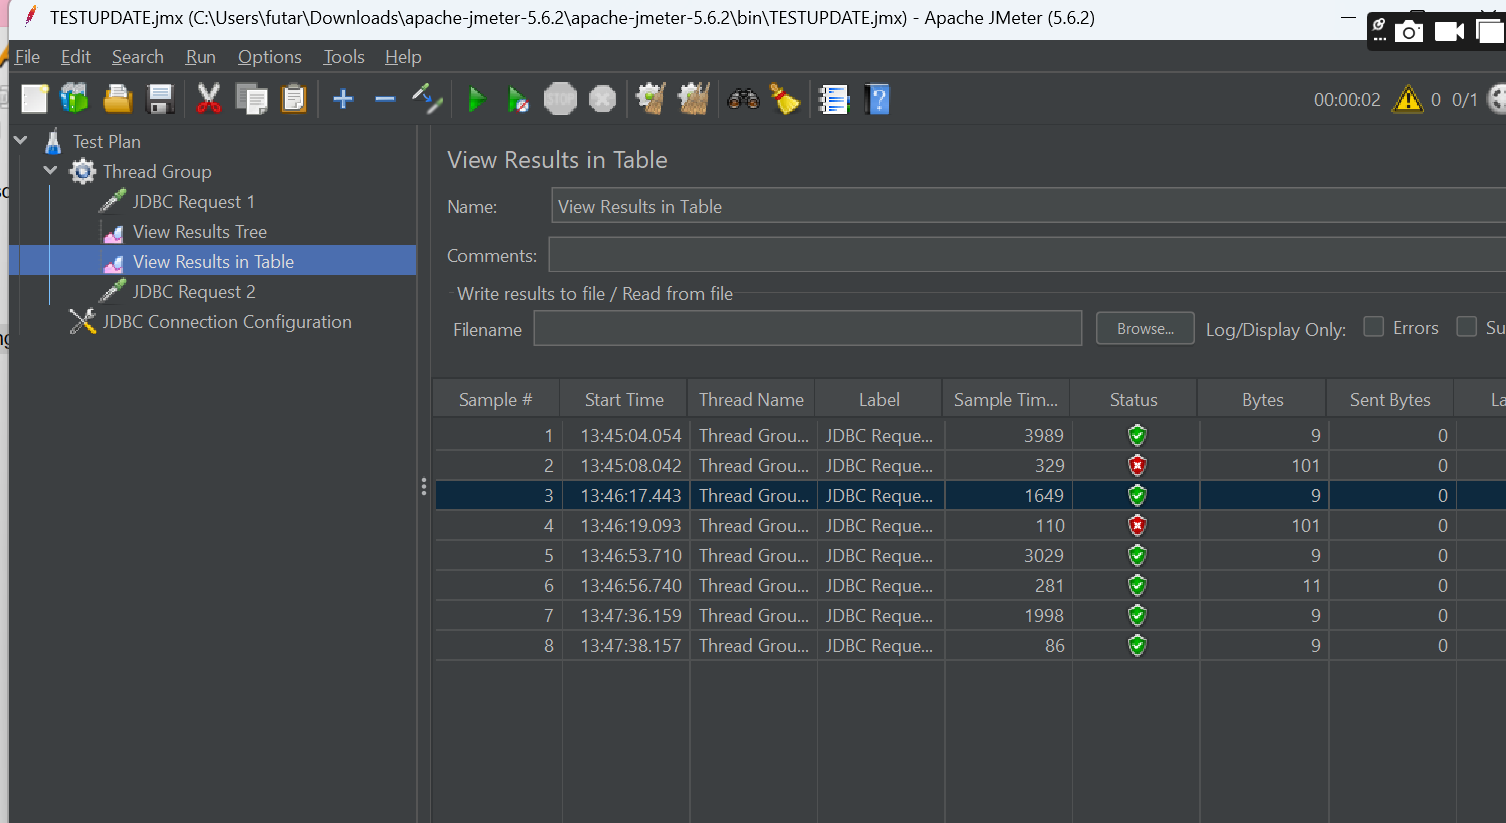 TESTUPDATE.jmx (C:\Users\futar\Downloads\apache-jmeter-5.6.2\apache-jmeter-5.6.2\bin\TESTUPDATE.jmx) - Apache JMeter (5.6.2)
File Edit Search Run Options Tools Help
STOP 00:00:02 0 0/1
Test Plan
Thread Group
JDBC Request 1
View Results Tree
View Results in Table
JDBC Request 2
JDBC Connection Configuration
View Results in Table
Name: View Results in Table
Comments:
Write results to file / Read from file
Filename Browse... Log/Display Only: Errors Su
Sample # Start Time Thread Name Label Sample Tim... Status Bytes Sent Bytes La
1 13:45:04.054 Thread Grou... JDBC Reque... 3989 9 0
2 13:45:08.042 Thread Grou... JDBC Reque... 329 101 0
3 13:46:17.443 Thread Grou... JDBC Reque... 1649 9 0
4 13:46:19.093 Thread Grou... JDBC Reque... 110 101 0
5 13:46:53.710 Thread Grou... JDBC Reque... 3029 9 0
6 13:46:56.740 Thread Grou... JDBC Reque... 281 11 0
7 13:47:36.159 Thread Grou... JDBC Reque... 1998 9 0
8 13:47:38.157 Thread Grou... JDBC Reque... 86 9 0